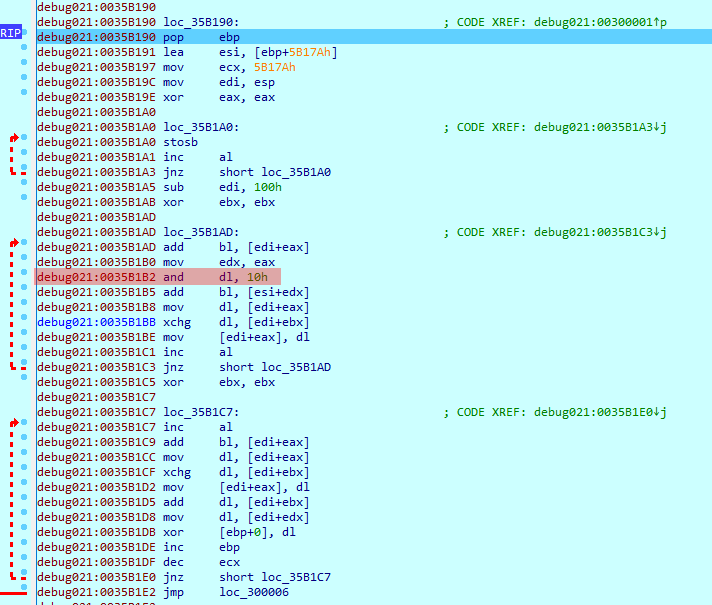 debug021:0035B190
debug021:0035B190 loc_35B190: ; CODE XREF: debug021:00300001↑p
RIP debug021:0035B190 pop ebp
debug021:0035B191 lea esi, [ebp+5B17Ah]
debug021:0035B197 mov ecx, 5B17Ah
debug021:0035B19C mov edi, esp
debug021:0035B19E xor eax, eax
debug021:0035B1A0
debug021:0035B1A0 loc_35B1A0: ; CODE XREF: debug021:0035B1A3↓j
debug021:0035B1A0 stosb
debug021:0035B1A1 inc al
debug021:0035B1A3 jnz short loc_35B1A0
debug021:0035B1A5 sub edi, 100h
debug021:0035B1AB xor ebx, ebx
debug021:0035B1AD
debug021:0035B1AD loc_35B1AD: ; CODE XREF: debug021:0035B1C3↓j
debug021:0035B1AD add bl, [edi+eax]
debug021:0035B1B0 mov edx, eax
debug021:0035B1B2 and dl, 10h
debug021:0035B1B5 add bl, [esi+edx]
debug021:0035B1B8 mov dl, [edi+eax]
debug021:0035B1BB xchg dl, [edi+ebx]
debug021:0035B1BE mov [edi+eax], dl
debug021:0035B1C1 inc al
debug021:0035B1C3 jnz short loc_35B1AD
debug021:0035B1C5 xor ebx, ebx
debug021:0035B1C7
debug021:0035B1C7 loc_35B1C7: ; CODE XREF: debug021:0035B1E0↓j
debug021:0035B1C7 inc al
debug021:0035B1C9 add bl, [edi+eax]
debug021:0035B1CC mov dl, [edi+eax]
debug021:0035B1CF xchg dl, [edi+ebx]
debug021:0035B1D2 mov [edi+eax], dl
debug021:0035B1D5 add dl, [edi+ebx]
debug021:0035B1D8 mov dl, [edi+edx]
debug021:0035B1DB xor [ebp+0], dl
debug021:0035B1DE inc ebp
debug021:0035B1DF dec ecx
debug021:0035B1E0 jnz short loc_35B1C7
debug021:0035B1E2 jmp loc_300006